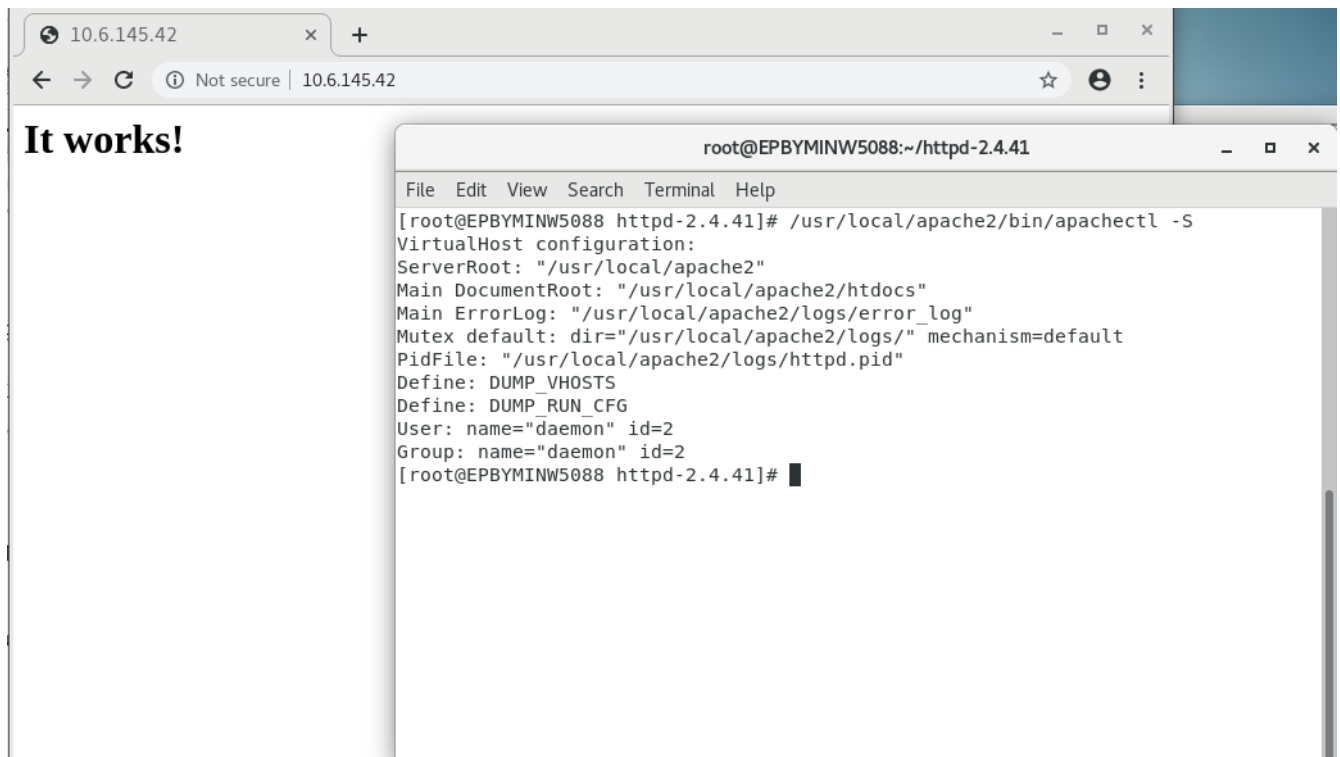 10.6.145.42
Not secure 10.6.145.42
It works!
root@EPBYMINW5088:~/httpd-2.4.41
File Edit View Search Terminal Help
[root@EPBYMINW5088 httpd-2.4.41]# /usr/local/apache2/bin/apachectl -S
VirtualHost configuration:
ServerRoot: "/usr/local/apache2"
Main DocumentRoot: "/usr/local/apache2/htdocs"
Main ErrorLog: "/usr/local/apache2/logs/error_log"
Mutex default: dir="/usr/local/apache2/logs/" mechanism=default
PidFile: "/usr/local/apache2/logs/httpd.pid"
Define: DUMP_VHOSTS
Define: DUMP_RUN_CFG
User: name="daemon" id=2
Group: name="daemon" id=2
[root@EPBYMINW5088 httpd-2.4.41]#